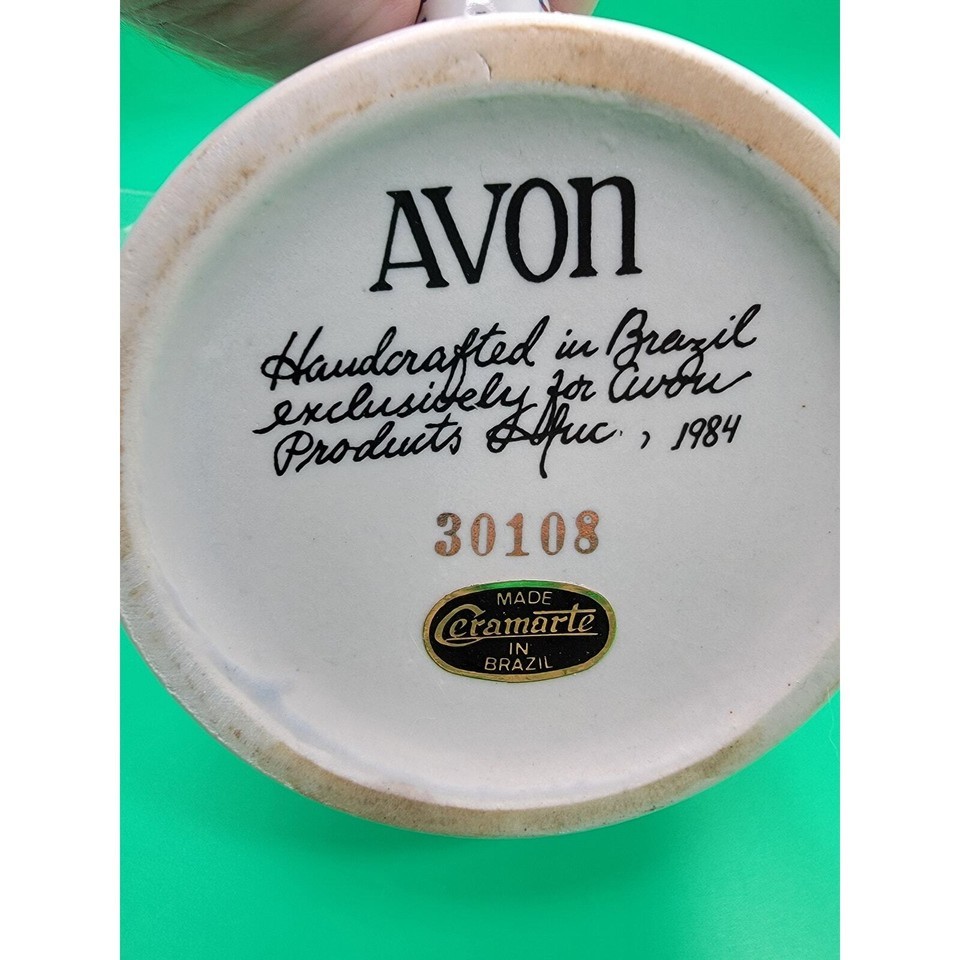 AVON
Handcrafted in Brazil
exclusively for Avon
Products Inc., 1984
30108
MADE
Ceramarte
IN
BRAZIL